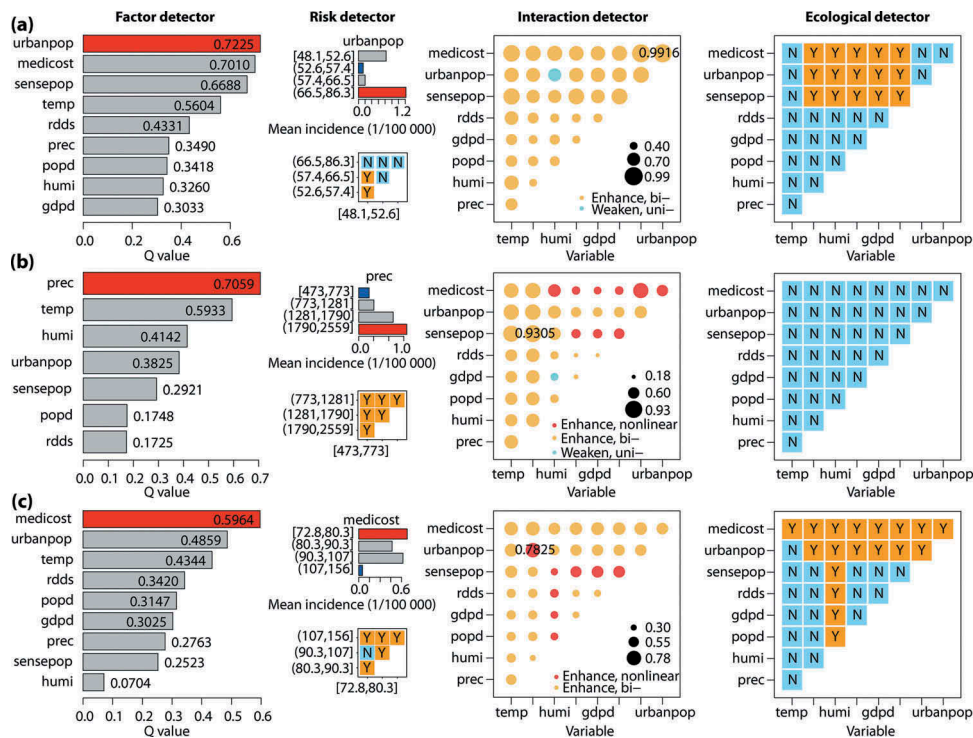 Factor detector
Risk detector
Interaction detector
Ecological detector
(a)
urbanpop 0.7225
medicost 0.7010
sensepop 0.6688
temp 0.5604
rdds 0.4331
prec 0.3490
popd 0.3418
humi 0.3260
gdpd 0.3033
0.0 0.2 0.4 0.6
Q value
urbanpop
[48.1,52.6]
(52.6,57.4]
(57.4,66.5]
(66.5,86.3]
0.0 1.2
Mean incidence (1/100 000)
(66.5,86.3] N N N
(57.4,66.5] Y N
(52.6,57.4] Y
[48.1,52.6]
medicost 0.9916
urbanpop
sensepop
rdds
gdpd
popd
humi
prec
0.40
0.70
0.99
Enhance, bi−
Weaken, uni−
temp humi gdpd urbanpop
Variable
medicost N Y Y Y Y Y N N
urbanpop N Y Y Y Y Y N
sensepop N Y Y Y Y Y
rdds N N N N N
gdpd N N N N
popd N N N
humi N N
prec N
temp humi gdpd urbanpop
Variable
(b)
prec 0.7059
temp 0.5933
humi 0.4142
urbanpop 0.3825
sensepop 0.2921
popd 0.1748
rdds 0.1725
0.0 0.1 0.2 0.3 0.4 0.5 0.6 0.7
Q value
prec
[473,773]
(773,1281]
(1281,1790]
(1790,2559]
0.0 1.0
Mean incidence (1/100 000)
(773,1281] Y Y Y
(1281,1790] Y Y
(1790,2559] Y
[473,773]
medicost
urbanpop
sensepop 0.9305
rdds
gdpd
popd
humi
prec
0.18
0.60
0.93
Enhance, nonlinear
Enhance, bi−
Weaken, uni−
temp humi gdpd urbanpop
Variable
medicost N N N N N N N N
urbanpop N N N N N N N
sensepop N N N N N N
rdds N N N N N
gdpd N N N N
popd N N N
humi N N
prec N
temp humi gdpd urbanpop
Variable
(c)
medicost 0.5964
urbanpop 0.4859
temp 0.4344
rdds 0.3420
popd 0.3147
gdpd 0.3025
prec 0.2763
sensepop 0.2523
humi 0.0704
0.0 0.1 0.2 0.3 0.4 0.5 0.6
Q value
medicost
[72.8,80.3]
(80.3,90.3]
(90.3,107]
(107,156]
0.0 0.6
Mean incidence (1/100 000)
(107,156] Y Y Y
(90.3,107] N Y
(80.3,90.3] Y
[72.8,80.3]
medicost
urbanpop 0.7825
sensepop
rdds
gdpd
popd
humi
prec
0.30
0.55
0.78
Enhance, nonlinear
Enhance, bi−
temp humi gdpd urbanpop
Variable
medicost Y Y Y Y Y Y Y Y
urbanpop N Y Y Y Y Y Y
sensepop N N Y N N N
rdds N N Y N N
gdpd N N Y N
popd N N Y
humi N N
prec N
temp humi gdpd urbanpop
Variable